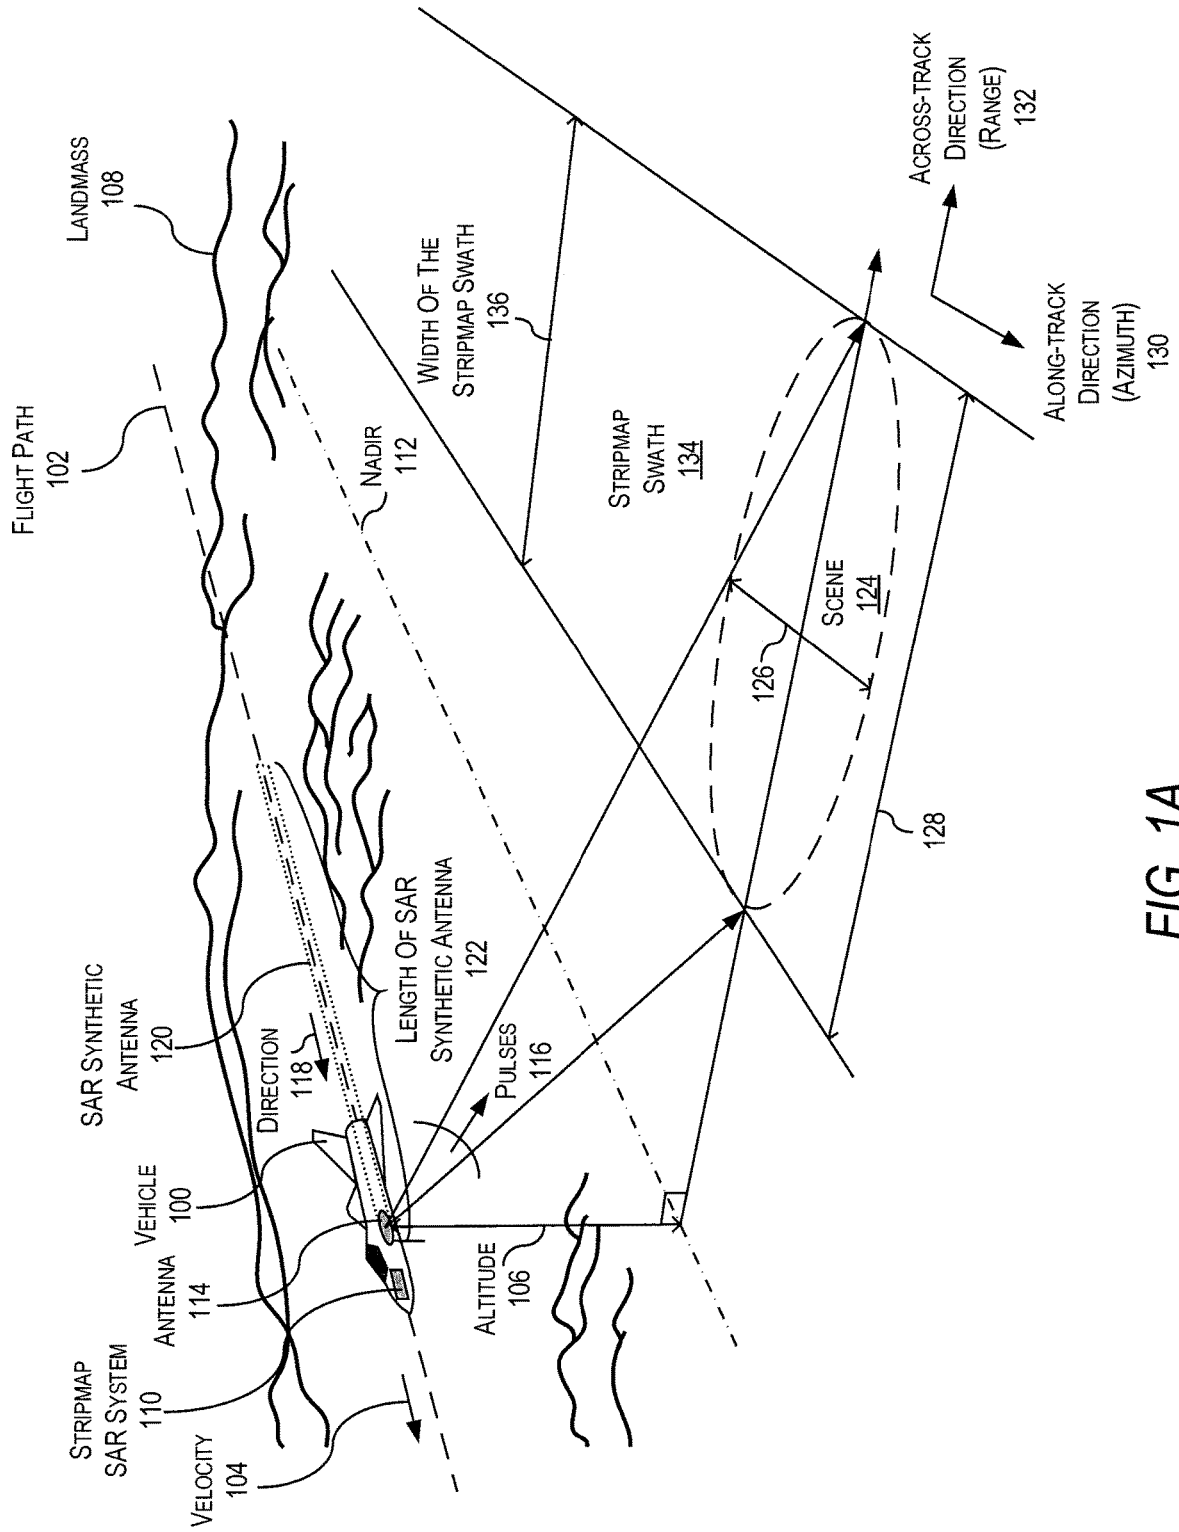 VELOCITY
104
STRIPMAP
SAR SYSTEM
110
ANTENNA
114
VEHICLE
100
SAR SYNTHETIC
ANTENNA
120
FLIGHT PATH
102
LANDMASS
108
DIRECTION
118
LENGTH OF SAR
SYNTHETIC ANTENNA
122
NADIR
112
WIDTH OF THE
STRIPMAP SWATH
136
ALTITUDE
106
PULSES
116
STRIPMAP
SWATH
134
126
SCENE
124
128
ACROSS-TRACK
DIRECTION
(RANGE)
132
ALONG-TRACK
DIRECTION
(AZIMUTH)
130
FIG. 1A